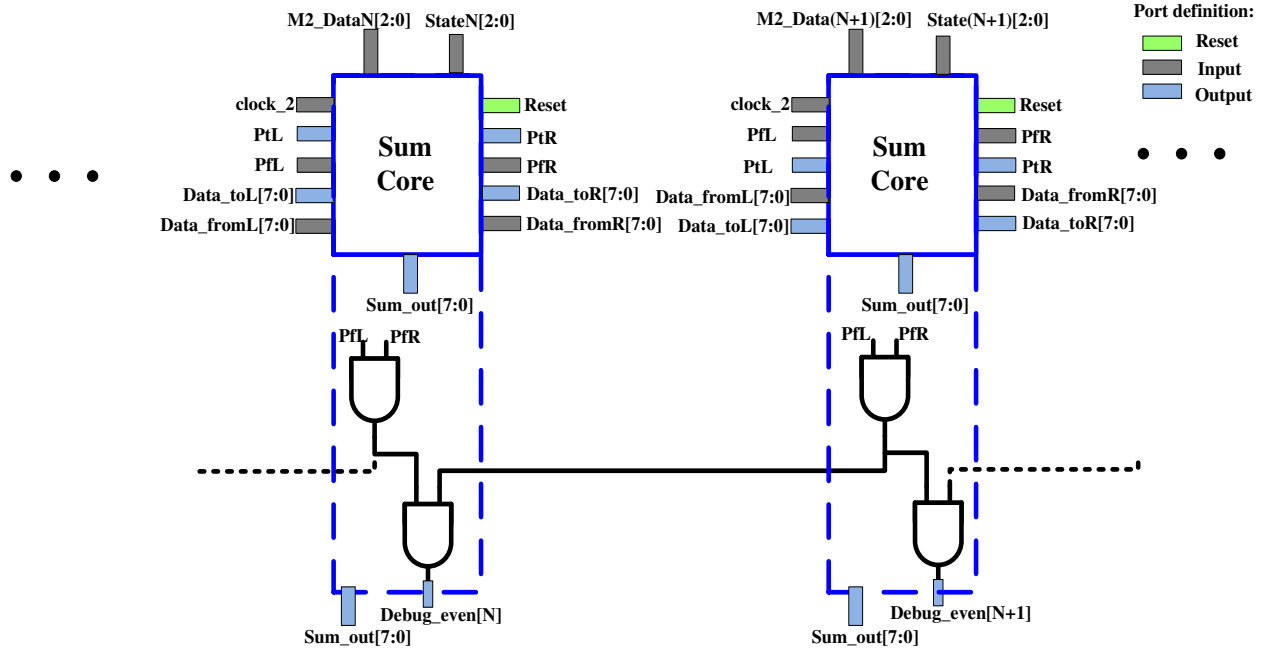 M2_DataN[2:0]
StateN[2:0]
clock_2
PtL
PfL
Data_toL[7:0]
Data_fromL[7:0]
Sum
Core
Reset
PtR
PfR
Data_toR[7:0]
Data_fromR[7:0]
Sum_out[7:0]
PfL
PfR
Sum_out[7:0]
Debug_even[N]
M2_Data(N+1)[2:0]
State(N+1)[2:0]
clock_2
PfL
PtL
Data_fromL[7:0]
Data_toL[7:0]
Sum
Core
Reset
PfR
PtR
Data_fromR[7:0]
Data_toR[7:0]
Sum_out[7:0]
PfL
PfR
Sum_out[7:0]
Debug_even[N+1]
Port definition:
Reset
Input
Output